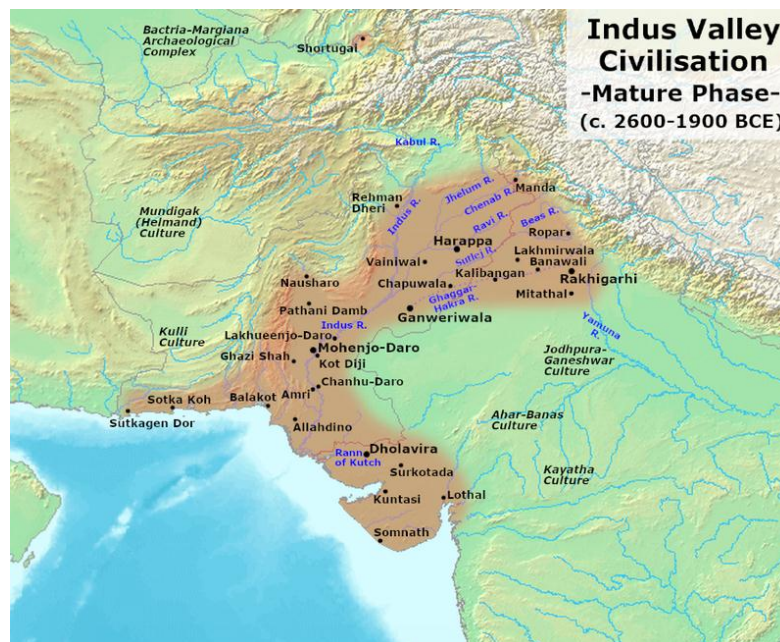 Indus Valley
Civilisation
-Mature Phase-
(c. 2600-1900 BCE)
Bactria-Margiana
Archaeological
Complex
Shortugai
Kabul R.
Rehman
Dheri
Indus R.
Jhelum R.
Manda
Chenab R.
Ravi R.
Beas R.
Mundigak
(Helmand)
Culture
Ropar
Harappa
Sutlej R.
Lakhmirwala
Vainiwal
Banawali
Kalibangan
Rakhigarhi
Nausharo
Chapuwala
Mitathal
Ghaggar-
Hakra R.
Pathani Damb
Ganweriwala
Indus R.
Yamuna
R.
Kulli
Culture
Lakhueenjo-Daro
Mohenjo-Daro
Ghazi Shah
Kot Diji
Jodhpura-
Ganeshwar
Culture
Chanhu-Daro
Amri
Sotka Koh
Balakot
Sutkagen Dor
Allahdino
Ahar-Banas
Culture
Dholavira
Rann
of Kutch
Surkotada
Kayatha
Culture
Kuntasi
Lothal
Somnath